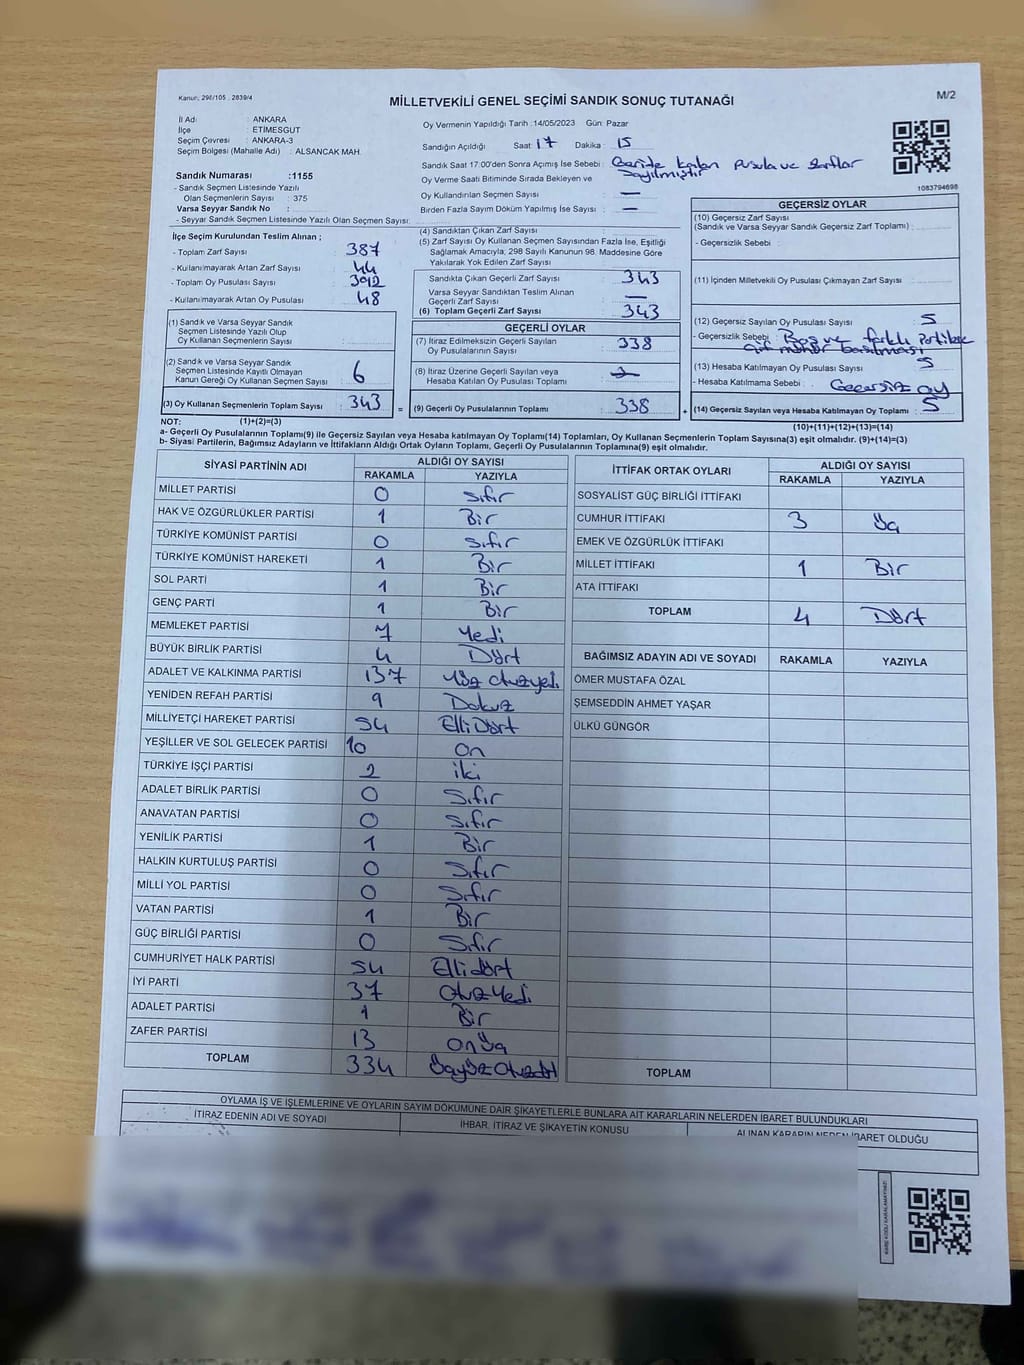 Kanun; 298/105 , 2839/4
MİLLETVEKİLİ GENEL SEÇİMİ SANDIK SONUÇ TUTANAĞI
M/2
İl Adı : ANKARA
İlçe : ETİMESGUT
Seçim Çevresi : ANKARA-3
Seçim Bölgesi (Mahalle Adı) : ALSANCAK MAH.
Oy Vermenin Yapıldığı Tarih :14/05/2023 Gün: Pazar
Sandığın Açıldığı Saat : 17 Dakika : 15
Sandık Saat 17:00'den Sonra Açımış İse Sebebi : Geride kalan pusula ve zarflar
sayılmıştır
Oy Verme Saati Bitiminde Sırada Bekleyen ve
Oy Kullandırılan Seçmen Sayısı : —
Birden Fazla Sayım Döküm Yapılmış İse Sayısı : —
Sandık Numarası :1155
- Sandık Seçmen Listesinde Yazılı
Olan Seçmenlerin Sayısı : 375
Varsa Seyyar Sandık No :
- Seyyar Sandık Seçmen Listesinde Yazılı Olan Seçmen Sayısı:
1083794698
İlçe Seçim Kurulundan Teslim Alınan ;
- Toplam Zarf Sayısı : 387
- Kullanılmayarak Artan Zarf Sayısı : 44
- Toplam Oy Pusulası Sayısı :
- Kullanılmayarak Artan Oy Pusulası : 48
(1) Sandık ve Varsa Seyyar Sandık
Seçmen Listesinde Yazılı Olup
Oy Kullanan Seçmenlerin Sayısı :
(2) Sandık ve Varsa Seyyar Sandık
Seçmen Listesinde Kayıtlı Olmayan
Kanun Gereği Oy Kullanan Seçmen Sayısı : 6
(3) Oy Kullanan Seçmenlerin Toplam Sayısı : 343
(4) Sandıktan Çıkan Zarf Sayısı :
(5) Zarf Sayısı Oy Kullanan Seçmen Sayısından Fazla İse, Eşitliği
Sağlamak Amacıyla, 298 Sayılı Kanunun 98. Maddesine Göre
Yakılarak Yok Edilen Zarf Sayısı :
Sandıkta Çıkan Geçerli Zarf Sayısı : 343
Varsa Seyyar Sandıktan Teslim Alınan
Geçerli Zarf Sayısı : —
(6) Toplam Geçerli Zarf Sayısı : 343
GEÇERLİ OYLAR
(7) İtiraz Edilmeksizin Geçerli Sayılan
Oy Pusulalarının Sayısı : 338
(8) İtiraz Üzerine Geçerli Sayılan veya
Hesaba Katılan Oy Pusulası Toplamı :
= (9) Geçerli Oy Pusulalarının Toplamı : 338
GEÇERSİZ OYLAR
(10) Geçersiz Zarf Sayısı
(Sandık ve Varsa Seyyar Sandık Geçersiz Zarf Toplamı) :
- Geçersizlik Sebebi :
(11) İçinden Milletvekili Oy Pusulası Çıkmayan Zarf Sayısı :
(12) Geçersiz Sayılan Oy Pusulası Sayısı : 5
- Geçersizlik Sebebi : Boş ve farklı partilere
ait mühür basılması
(13) Hesaba Katılmayan Oy Pusulası Sayısı : 5
- Hesaba Katılmama Sebebi : Geçersiz oy
+ (14) Geçersiz Sayılan veya Hesaba Katılmayan Oy Toplamı : 5
NOT: (1)+(2)=(3)
(10)+(11)+(12)+(13)=(14)
a- Geçerli Oy Pusulalarının Toplamı(9) ile Geçersiz Sayılan veya Hesaba katılmayan Oy Toplamı(14) Toplamları, Oy Kullanan Seçmenlerin Toplam Sayısına(3) eşit olmalıdır. (9)+(14)=(3)
b- Siyasi Partilerin, Bağımsız Adayların ve İttifakların Aldığı Ortak Oyların Toplamı, Geçerli Oy Pusulalarının Toplamına(9) eşit olmalıdır.
SİYASİ PARTİNİN ADI ALDIĞI OY SAYISI
RAKAMLA YAZIYLA
MİLLET PARTİSİ 0 Sıfır
HAK VE ÖZGÜRLÜKLER PARTİSİ 1 Bir
TÜRKİYE KOMÜNİST PARTİSİ 0 Sıfır
TÜRKİYE KOMÜNİST HAREKETİ 1 Bir
SOL PARTİ 1 Bir
GENÇ PARTİ 1 Bir
MEMLEKET PARTİSİ 7 Yedi
BÜYÜK BİRLİK PARTİSİ 4 Dört
ADALET VE KALKINMA PARTİSİ 137 Yüz otuzyedi
YENİDEN REFAH PARTİSİ 9 Dokuz
MİLLİYETÇİ HAREKET PARTİSİ 54 Elli Dört
YEŞİLLER VE SOL GELECEK PARTİSİ 10 On
TÜRKİYE İŞÇİ PARTİSİ 2 iki
ADALET BİRLİK PARTİSİ 0 Sıfır
ANAVATAN PARTİSİ 0 Sıfır
YENİLİK PARTİSİ 1 Bir
HALKIN KURTULUŞ PARTİSİ 0 Sıfır
MİLLİ YOL PARTİSİ 0 Sıfır
VATAN PARTİSİ 1 Bir
GÜÇ BİRLİĞİ PARTİSİ 0 Sıfır
CUMHURİYET HALK PARTİSİ 54 Elli dört
İYİ PARTİ 37 Otuz Yedi
ADALET PARTİSİ 1 Bir
ZAFER PARTİSİ 13 On Üç
TOPLAM 334 Üçyüz Otuzdört
İTTİFAK ORTAK OYLARI ALDIĞI OY SAYISI
RAKAMLA YAZIYLA
SOSYALİST GÜÇ BİRLİĞİ İTTİFAKI
CUMHUR İTTİFAKI 3 Üç
EMEK VE ÖZGÜRLÜK İTTİFAKI
MİLLET İTTİFAKI 1 Bir
ATA İTTİFAKI
TOPLAM 4 Dört
BAĞIMSIZ ADAYIN ADI VE SOYADI RAKAMLA YAZIYLA
ÖMER MUSTAFA ÖZAL
ŞEMSEDDİN AHMET YAŞAR
ÜLKÜ GÜNGÖR
TOPLAM
OYLAMA İŞ VE İŞLEMLERİNE VE OYLARIN SAYIM DÖKÜMÜNE DAİR ŞİKAYETLERLE BUNLARA AİT KARARLARIN NELERDEN İBARET BULUNDUKLARI
İTİRAZ EDENİN ADI VE SOYADI İHBAR, İTİRAZ VE ŞİKAYETİN KONUSU ALINAN KARARIN NEDEN İBARET OLDUĞU